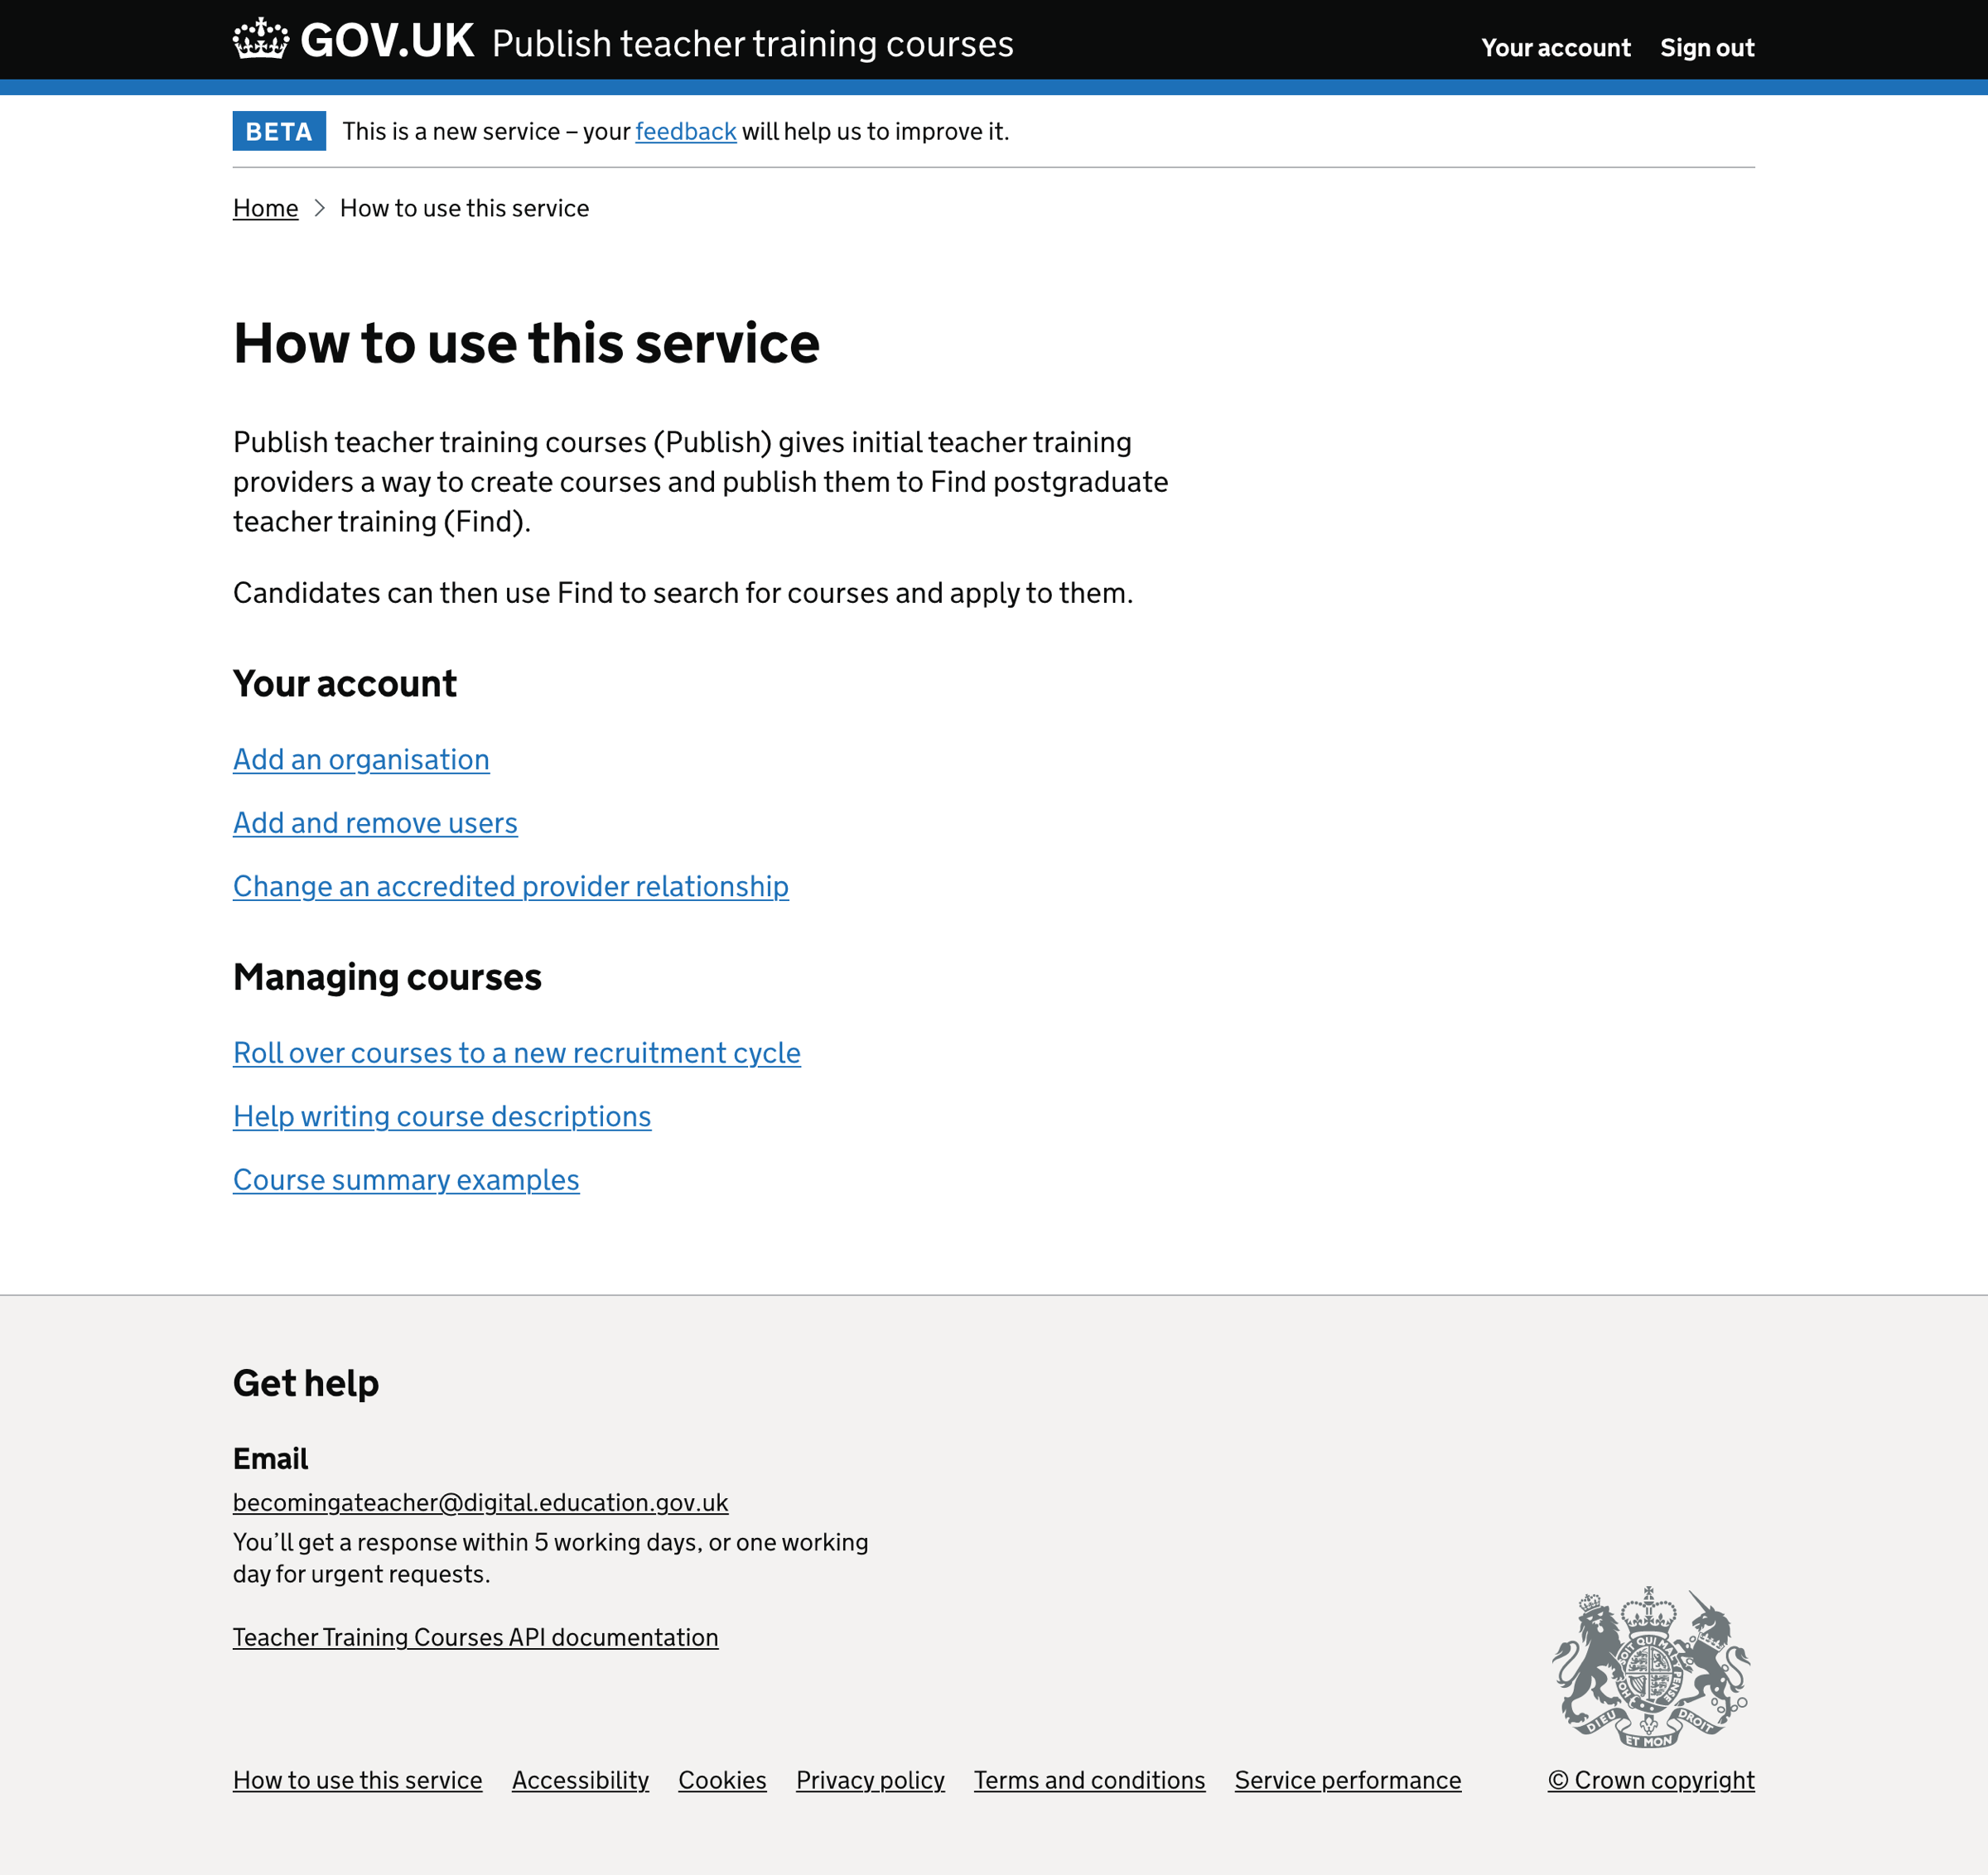 GOV.UK Publish teacher training courses
Your account Sign out
BETA This is a new service – your feedback will help us to improve it.
Home > How to use this service
How to use this service
Publish teacher training courses (Publish) gives initial teacher training
providers a way to create courses and publish them to Find postgraduate
teacher training (Find).
Candidates can then use Find to search for courses and apply to them.
Your account
Add an organisation
Add and remove users
Change an accredited provider relationship
Managing courses
Roll over courses to a new recruitment cycle
Help writing course descriptions
Course summary examples
Get help
Email
becomingateacher@digital.education.gov.uk
You’ll get a response within 5 working days, or one working
day for urgent requests.
Teacher Training Courses API documentation
SOIT QUI MAL Y PENSE
HON
DIEU ET MON DROIT
How to use this service Accessibility Cookies Privacy policy Terms and conditions Service performance
© Crown copyright